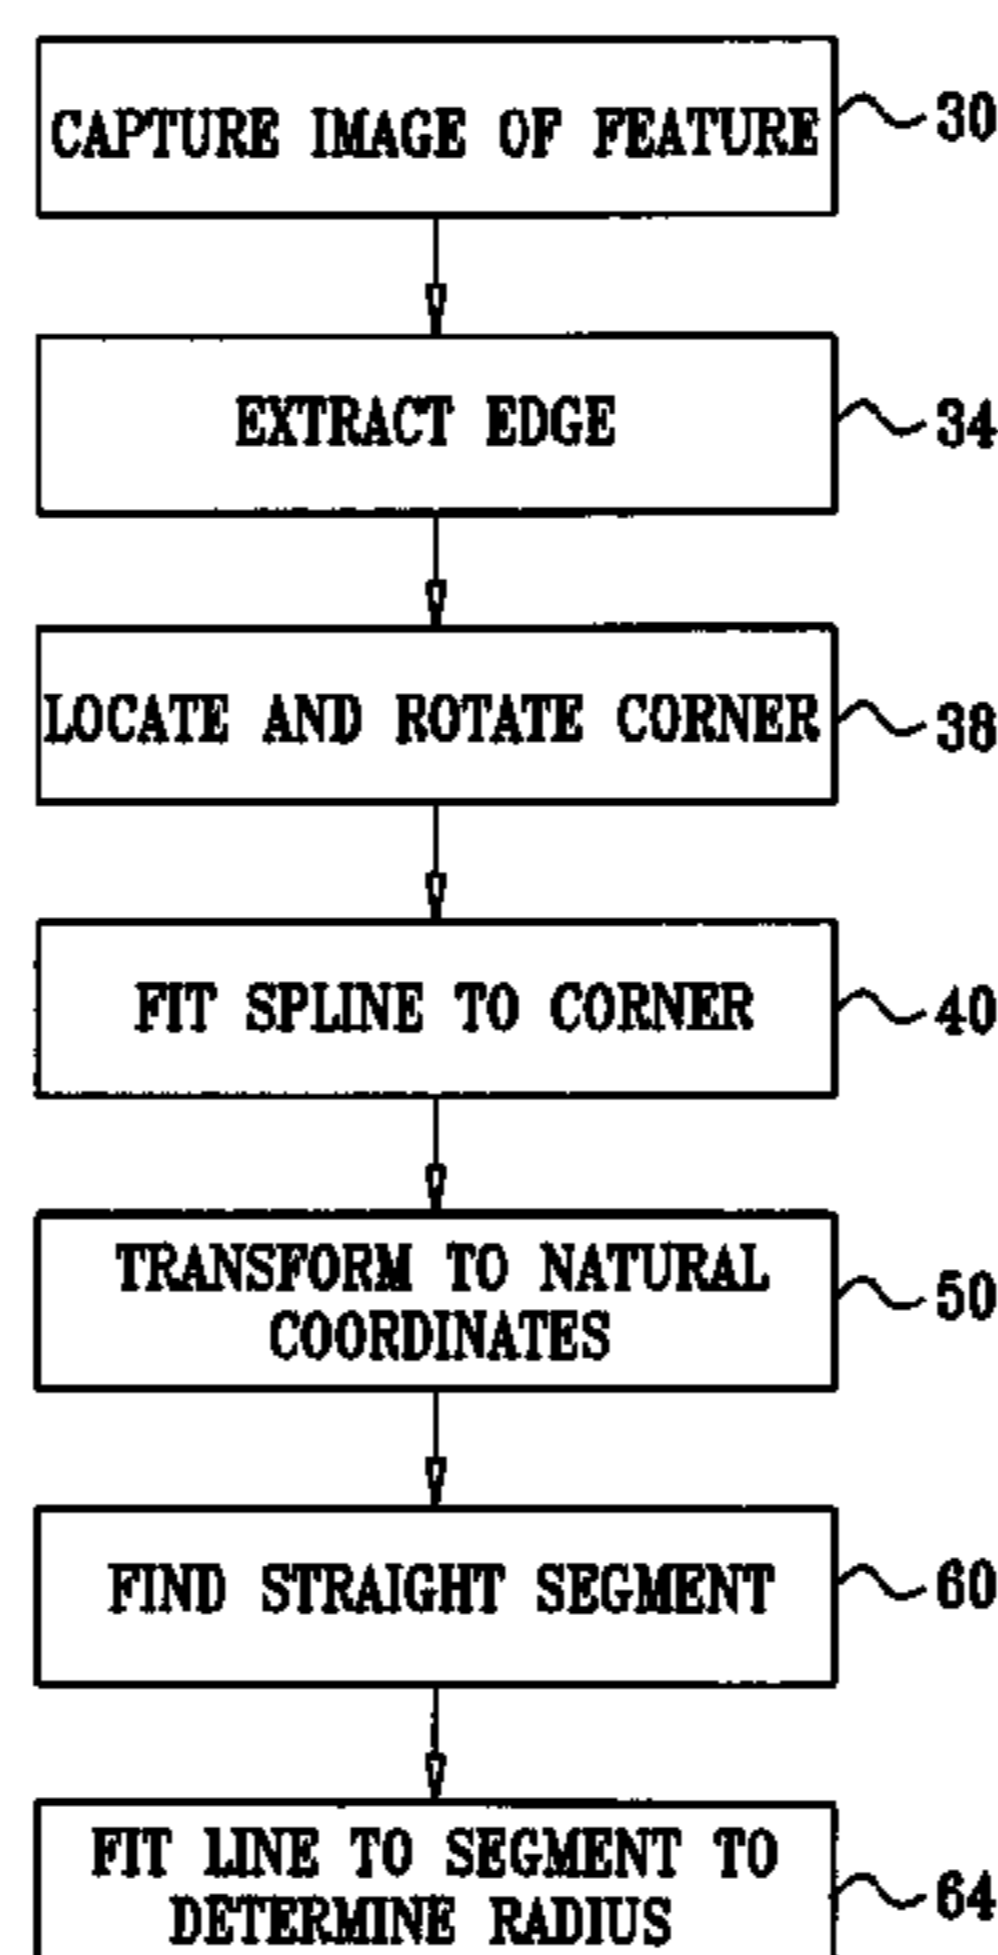 CAPTURE IMAGE OF FEATURE
30
EXTRACT EDGE
34
LOCATE AND ROTATE CORNER
38
FIT SPLINE TO CORNER
40
TRANSFORM TO NATURAL
COORDINATES
50
FIND STRAIGHT SEGMENT
60
FIT LINE TO SEGMENT TO
DETERMINE RADIUS
64